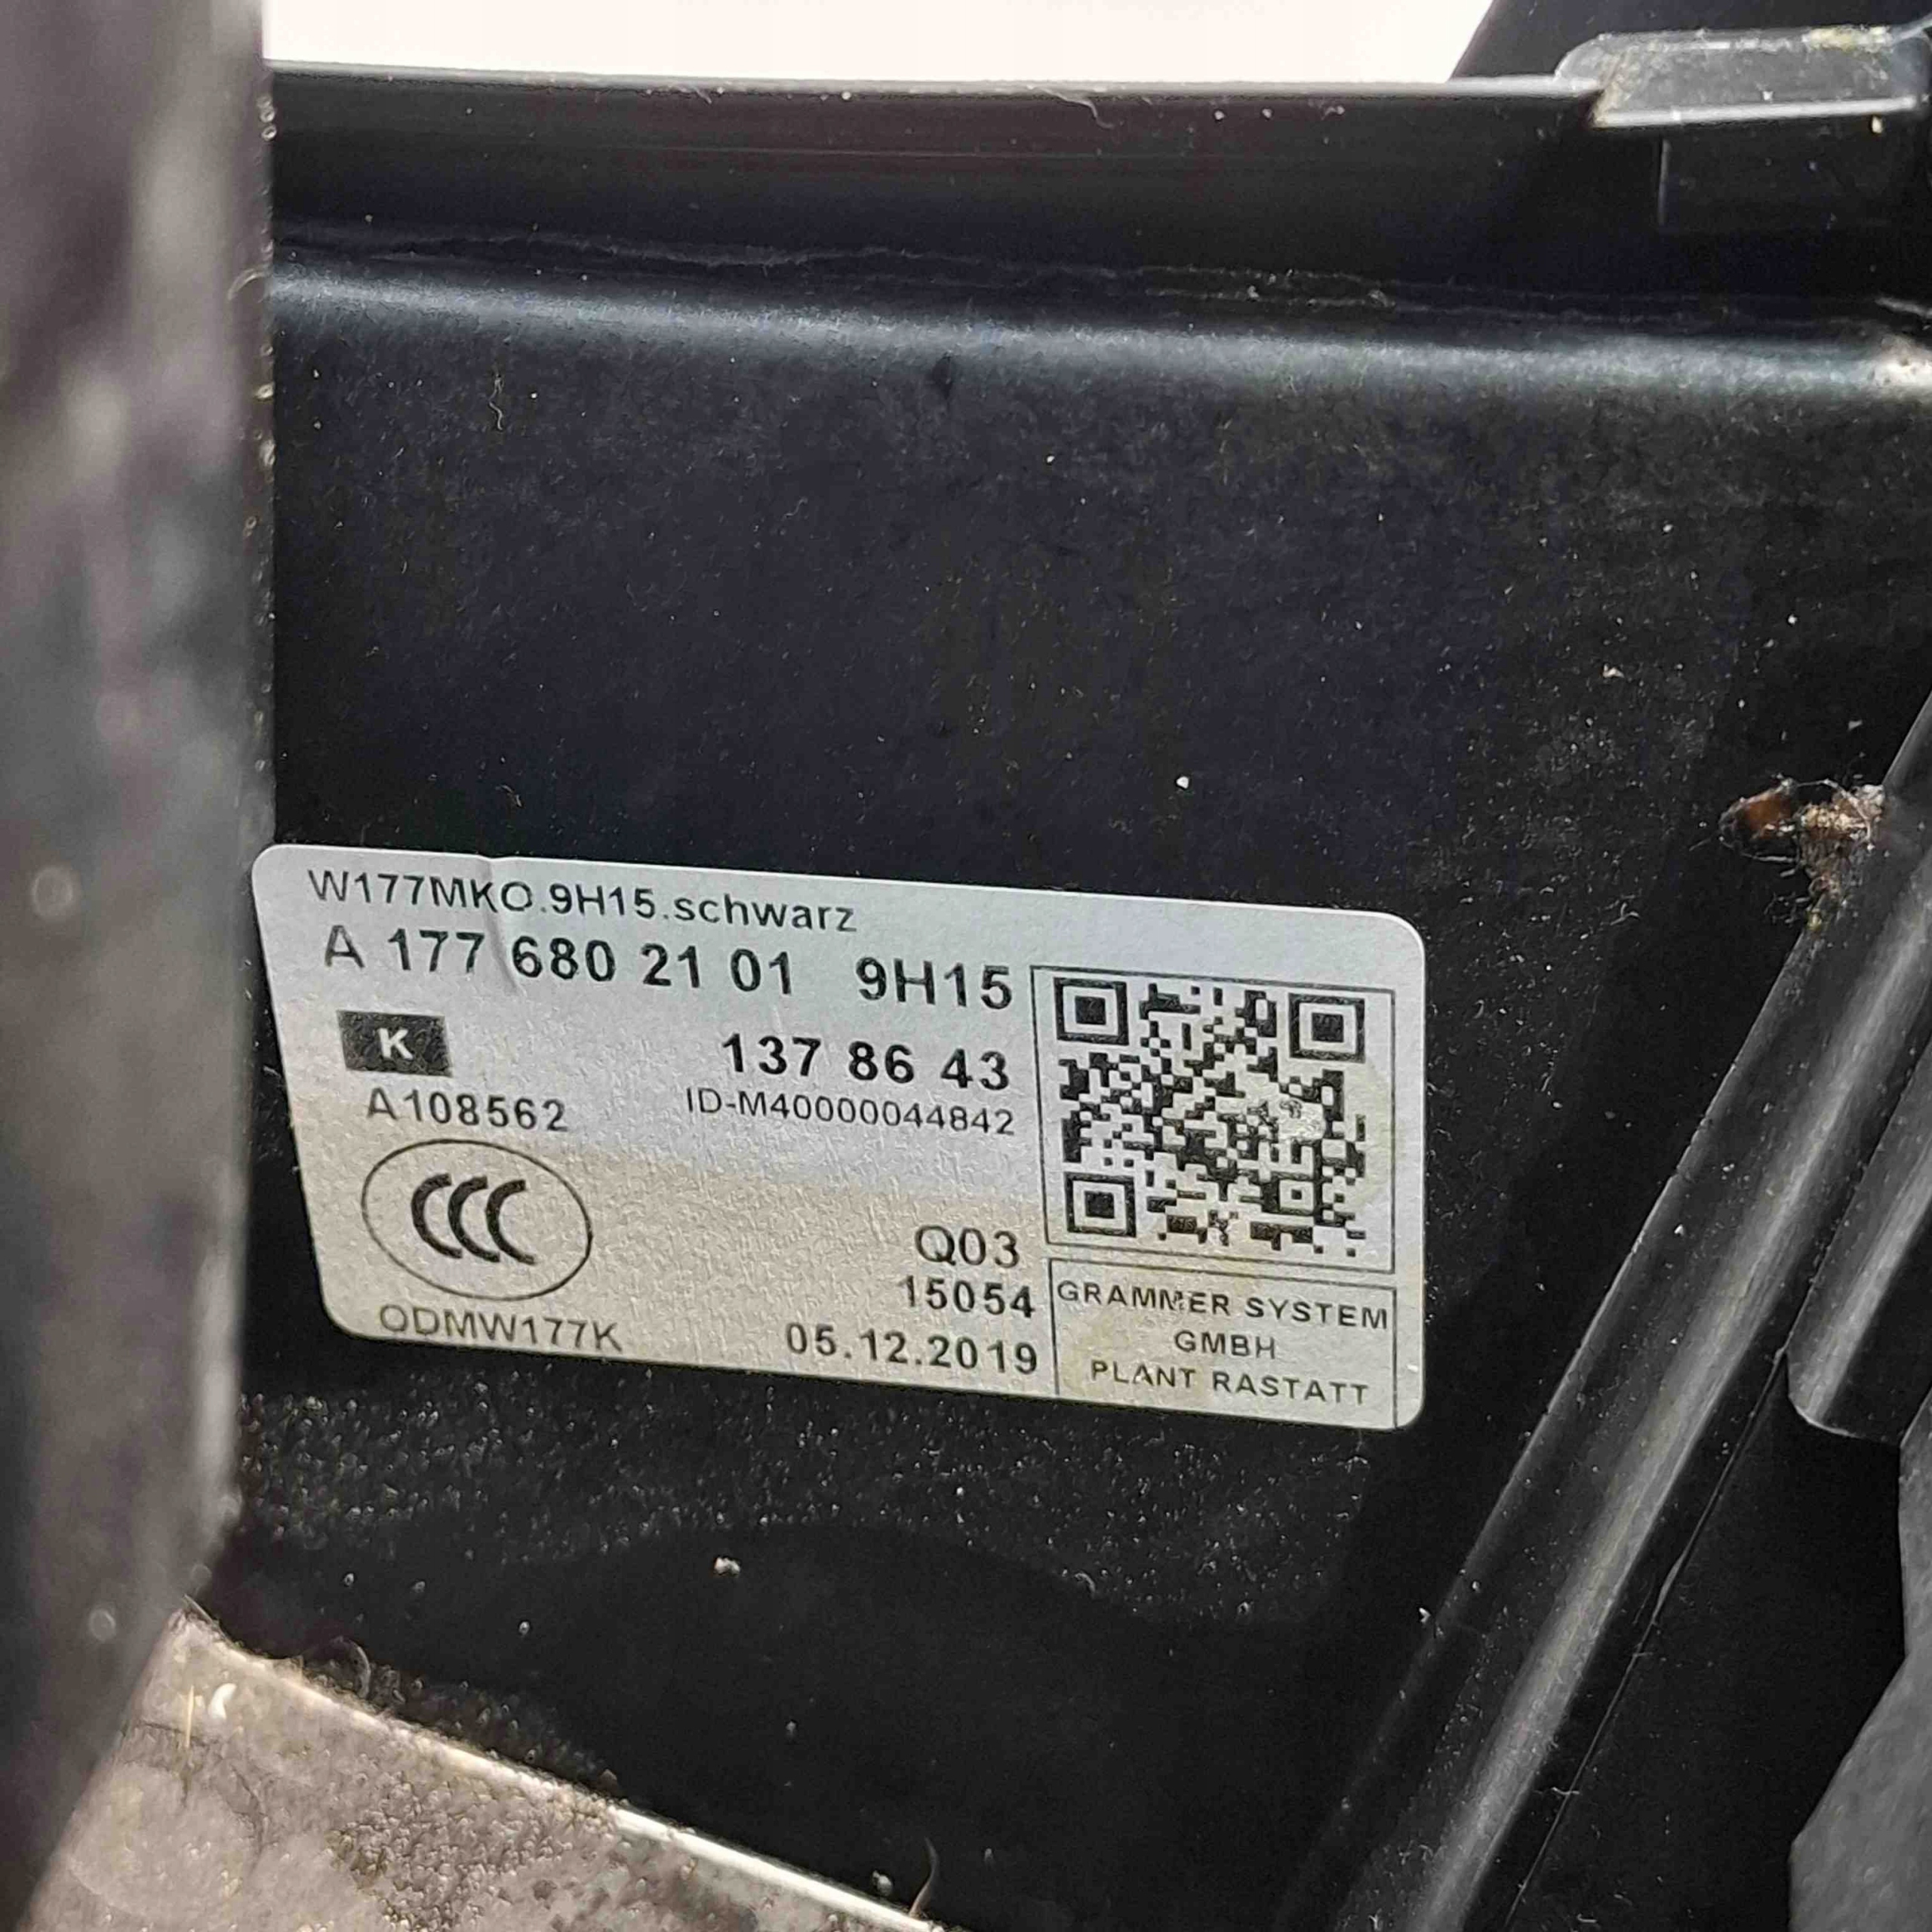 W177MKO.9H15.schwarz
A 177 680 21 01 9H15
K
137 86 43
A108562
ID-M40000044842
CCC
Q03
15054
ODMW177K
05.12.2019
GRAMMER SYSTEM
GMBH
PLANT RASTATT